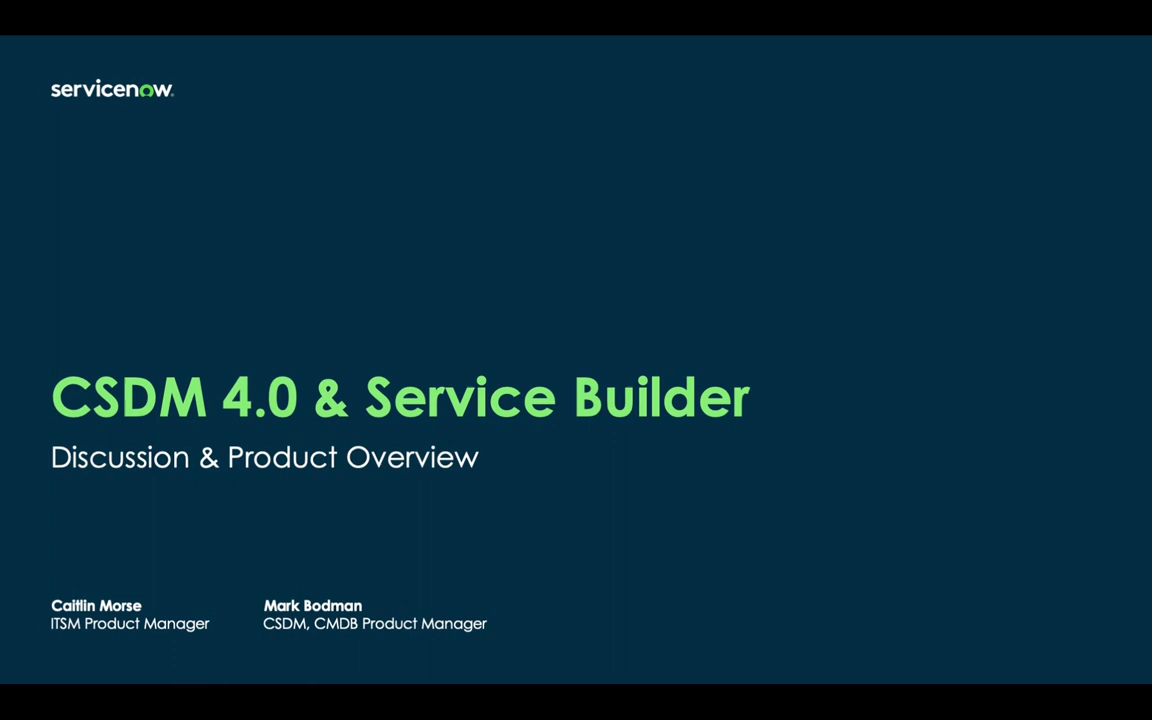 servicenow
CSDM 4.0 & Service Builder
Discussion & Product Overview
Caitlin Morse
ITSM Product Manager
Mark Bodman
CSDM, CMDB Product Manager